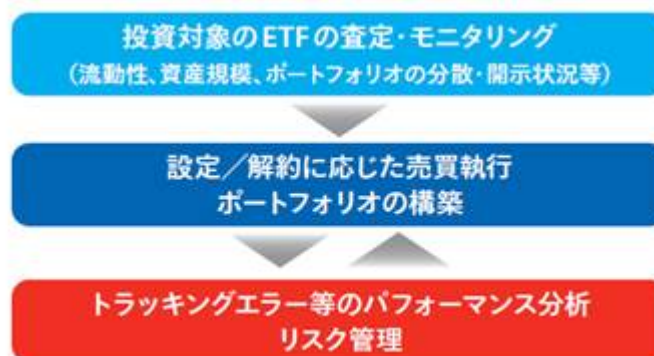 投資対象のETFの査定・モニタリング
(流動性、資産規模、ポートフォリオの分散・開示状況等)
設定／解約に応じた売買執行
ポートフォリオの構築
トラッキングエラー等のパフォーマンス分析
リスク管理